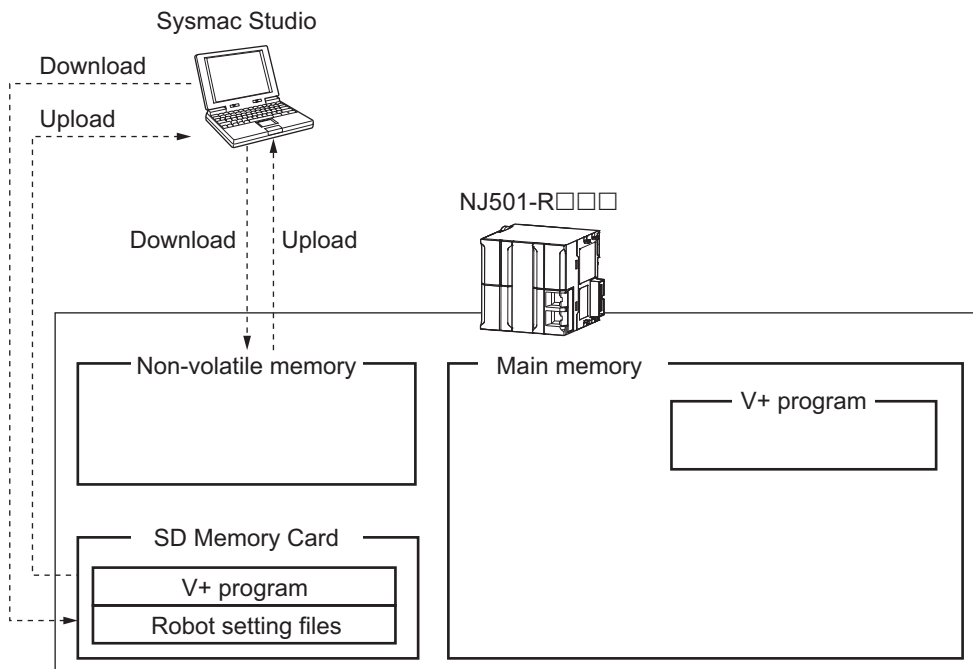 Sysmac Studio
Download
Upload
NJ501-R□□□
Download
Upload
Non-volatile memory
Main memory
V+ program
SD Memory Card
V+ program
Robot setting files